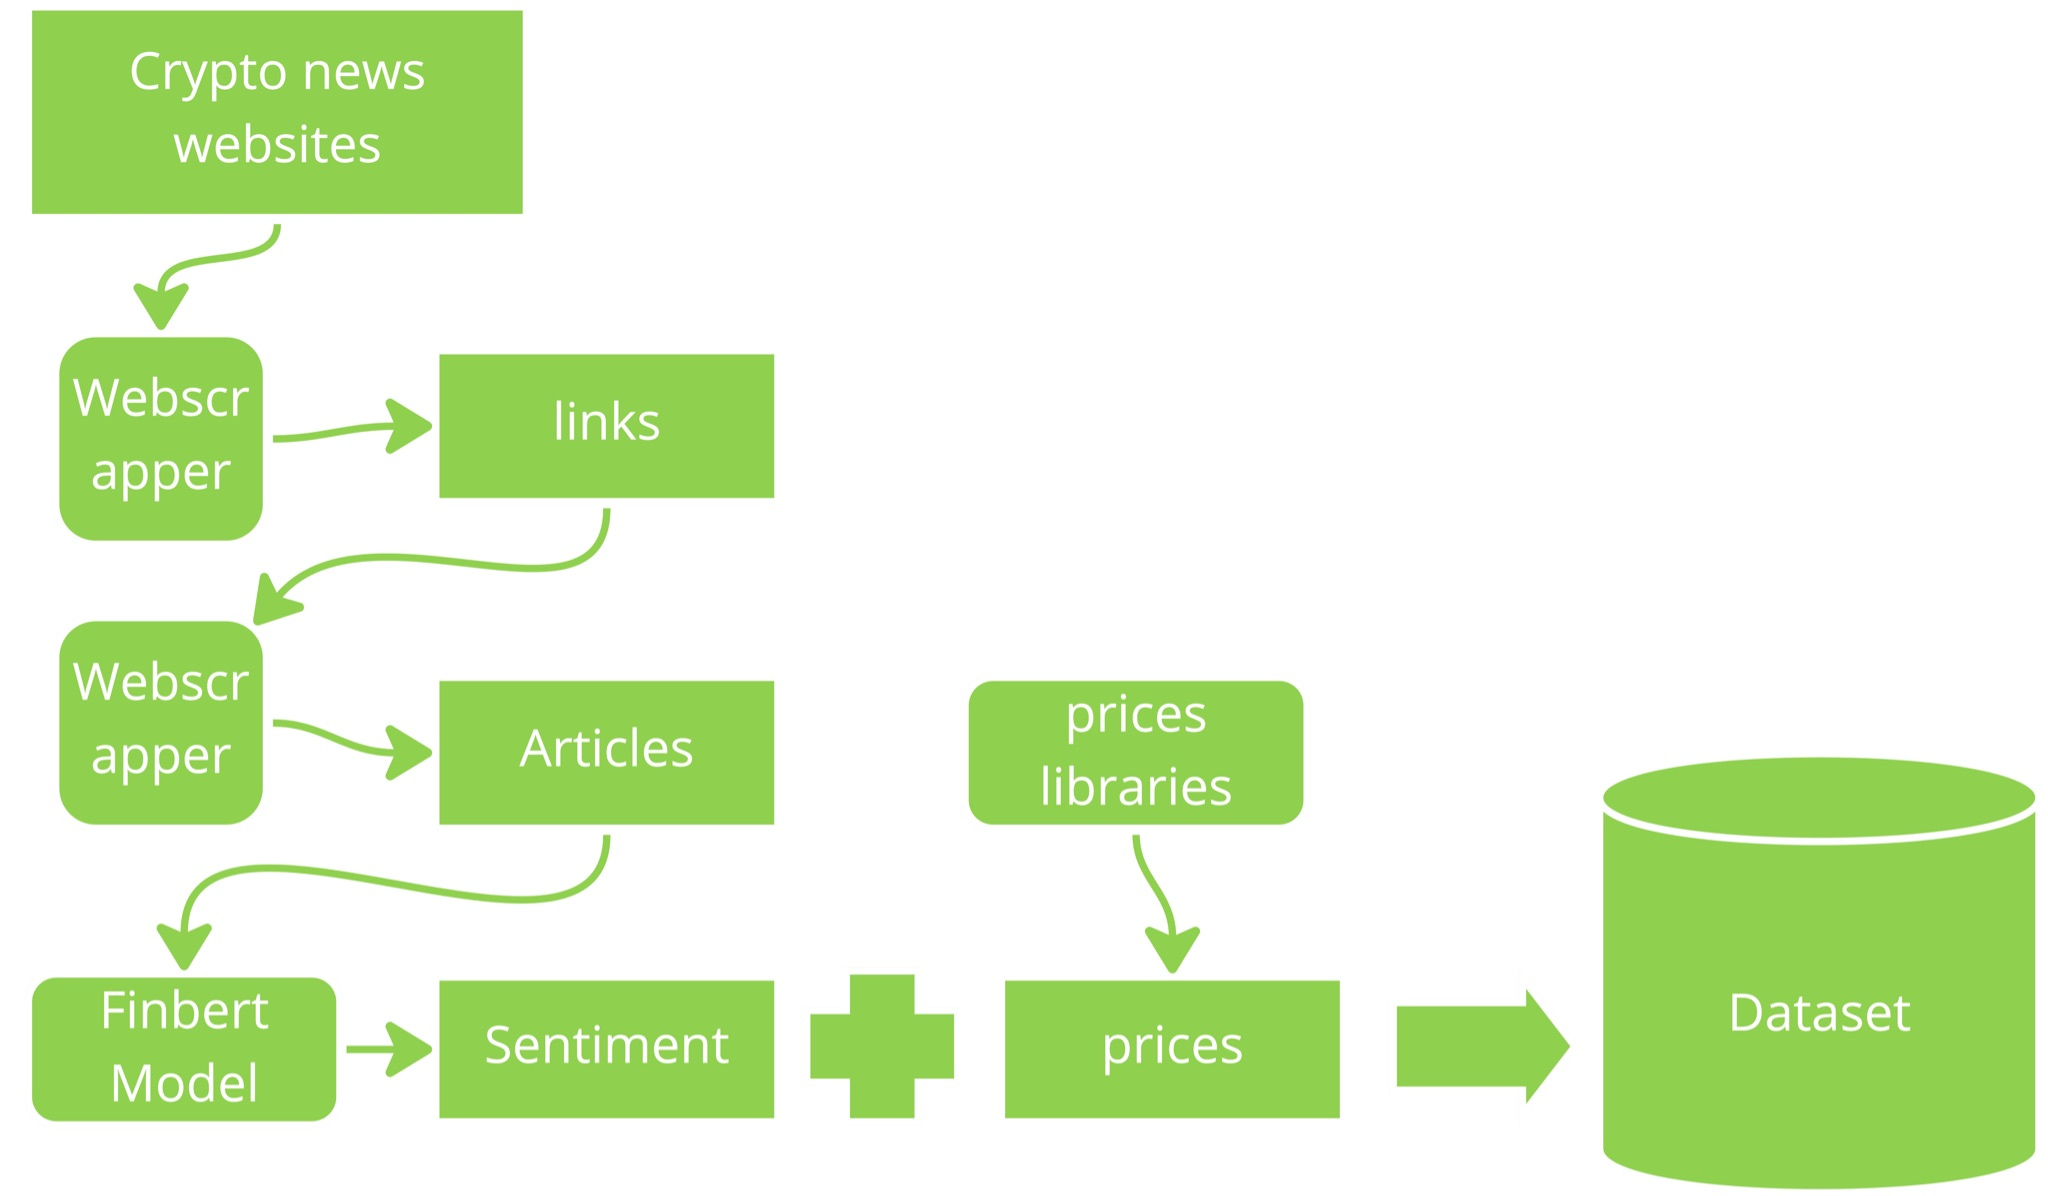 Crypto news
websites
Webscr
apper
links
Webscr
apper
Articles
prices
libraries
Finbert
Model
Sentiment
prices
Dataset